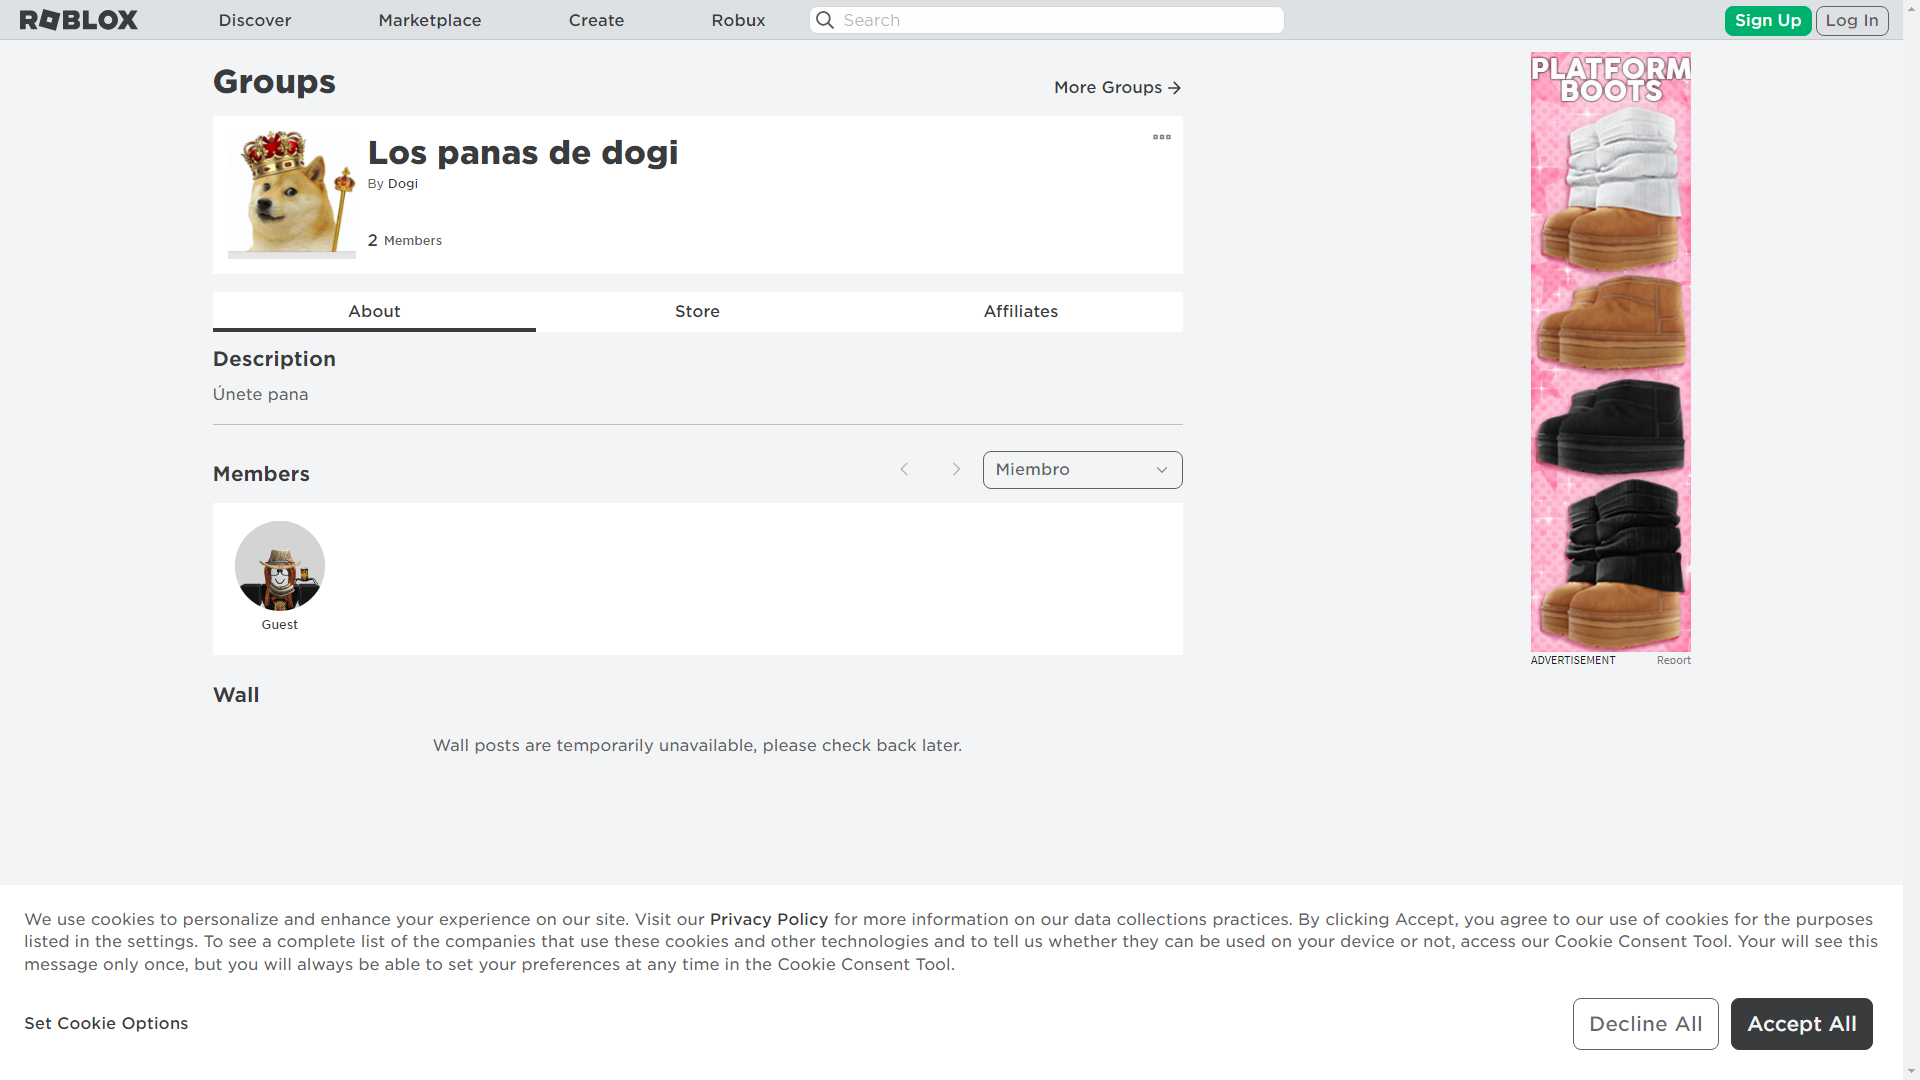 ROBLOX
Discover
Marketplace
Create
Robux
Search
Sign Up
Log In
Groups
More Groups
Los panas de dogi
By Dogi
2 Members
About
Store
Affiliates
Description
Únete pana
Members
Miembro
Guest
Wall
Wall posts are temporarily unavailable, please check back later.
PLATFORM
BOOTS
ADVERTISEMENT
Report
We use cookies to personalize and enhance your experience on our site. Visit our Privacy Policy for more information on our data collections practices. By clicking Accept, you agree to our use of cookies for the purposes
listed in the settings. To see a complete list of the companies that use these cookies and other technologies and to tell us whether they can be used on your device or not, access our Cookie Consent Tool. Your will see this
message only once, but you will always be able to set your preferences at any time in the Cookie Consent Tool.
Set Cookie Options
Decline All
Accept All